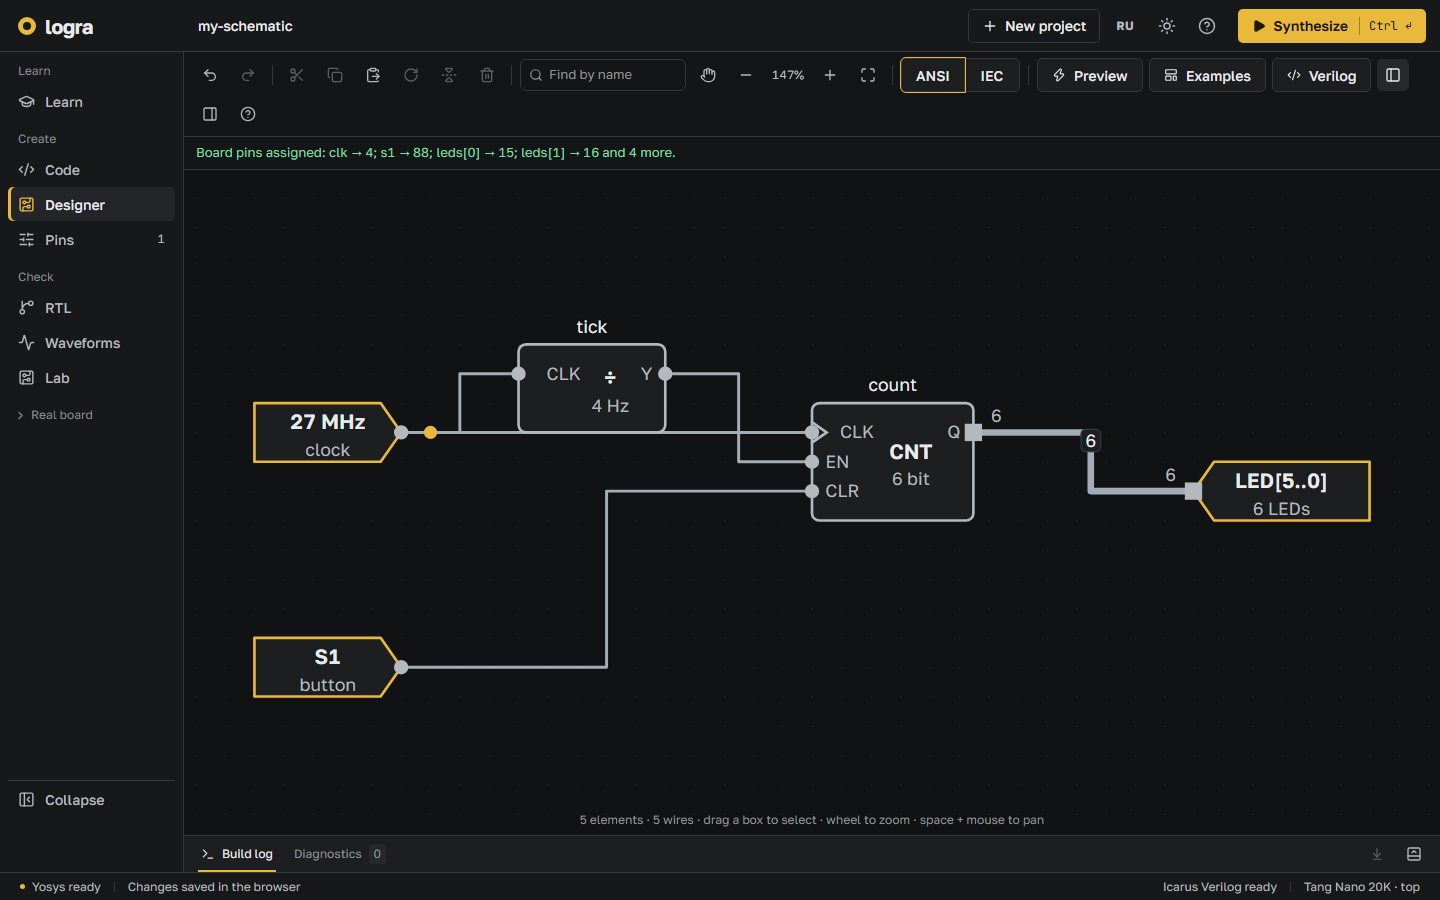 logra
my-schematic
New project
RU
Synthesize
Ctrl ↵
Learn
Learn
Create
Code
Designer
Pins
1
Check
RTL
Waveforms
Lab
Real board
Collapse
Find by name
147%
ANSI
IEC
Preview
Examples
Verilog
Board pins assigned: clk → 4; s1 → 88; leds[0] → 15; leds[1] → 16 and 4 more.
tick
CLK ÷ Y
4 Hz
27 MHz
clock
count
CLK
Q
EN
CNT
CLR
6 bit
6
6
6
LED[5..0]
6 LEDs
S1
button
5 elements · 5 wires · drag a box to select · wheel to zoom · space + mouse to pan
Build log
Diagnostics
0
Yosys ready
Changes saved in the browser
Icarus Verilog ready
Tang Nano 20K · top